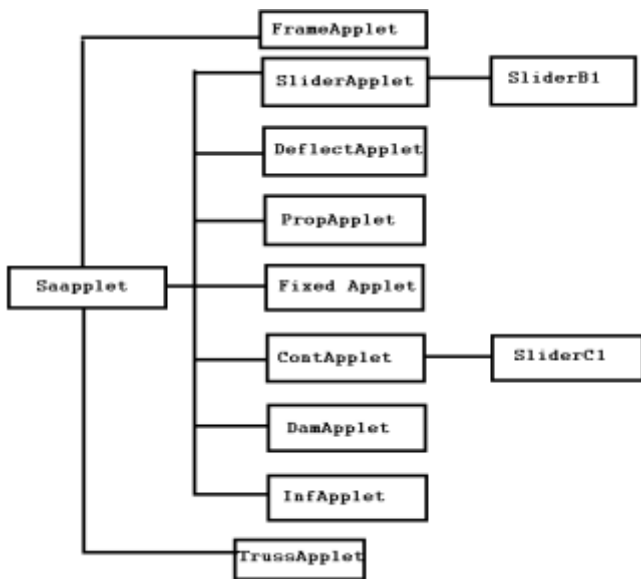 FrameApplet
SliderApplet
SliderB1
DeflectApplet
PropApplet
Saapplet
Fixed Applet
ContApplet
SliderC1
DamApplet
InfApplet
TrussApplet